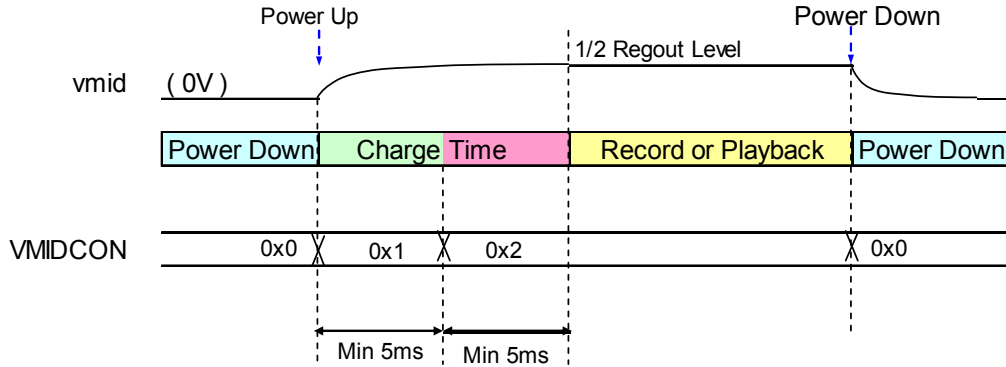 Power Up
Power Down
1/2 Regout Level
vmid
( 0V )
Power Down
Charge Time
Record or Playback
Power Down
VMIDCON
0x0
0x1
0x2
0x0
Min 5ms
Min 5ms